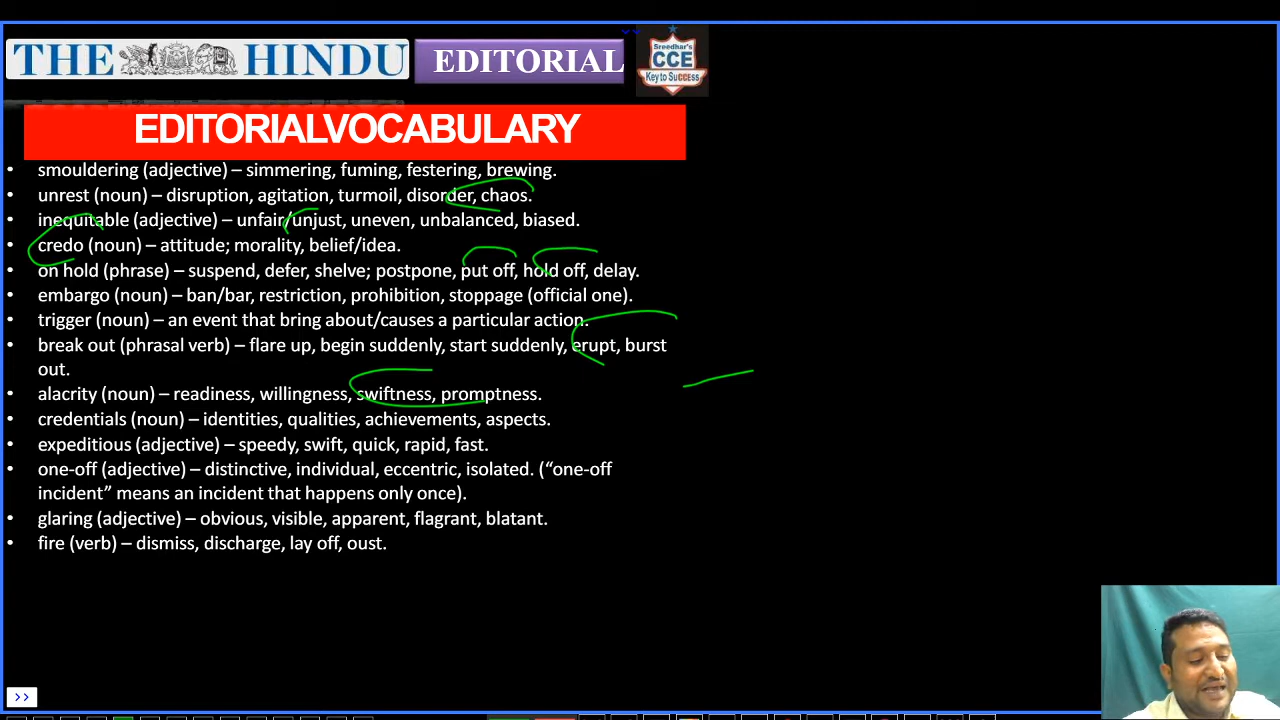 THE HINDU EDITORIAL
Sreedhar's
CCE
Key to SuCCEss
EDITORIALVOCABULARY
• smouldering (adjective) – simmering, fuming, festering, brewing.
• unrest (noun) – disruption, agitation, turmoil, disorder, chaos.
• inequitable (adjective) – unfair/unjust, uneven, unbalanced, biased.
• credo (noun) – attitude; morality, belief/idea.
• on hold (phrase) – suspend, defer, shelve; postpone, put off, hold off, delay.
• embargo (noun) – ban/bar, restriction, prohibition, stoppage (official one).
• trigger (noun) – an event that bring about/causes a particular action.
• break out (phrasal verb) – flare up, begin suddenly, start suddenly, erupt, burst
out.
• alacrity (noun) – readiness, willingness, swiftness, promptness.
• credentials (noun) – identities, qualities, achievements, aspects.
• expeditious (adjective) – speedy, swift, quick, rapid, fast.
• one-off (adjective) – distinctive, individual, eccentric, isolated. (“one-off
incident” means an incident that happens only once).
• glaring (adjective) – obvious, visible, apparent, flagrant, blatant.
• fire (verb) – dismiss, discharge, lay off, oust.
>>